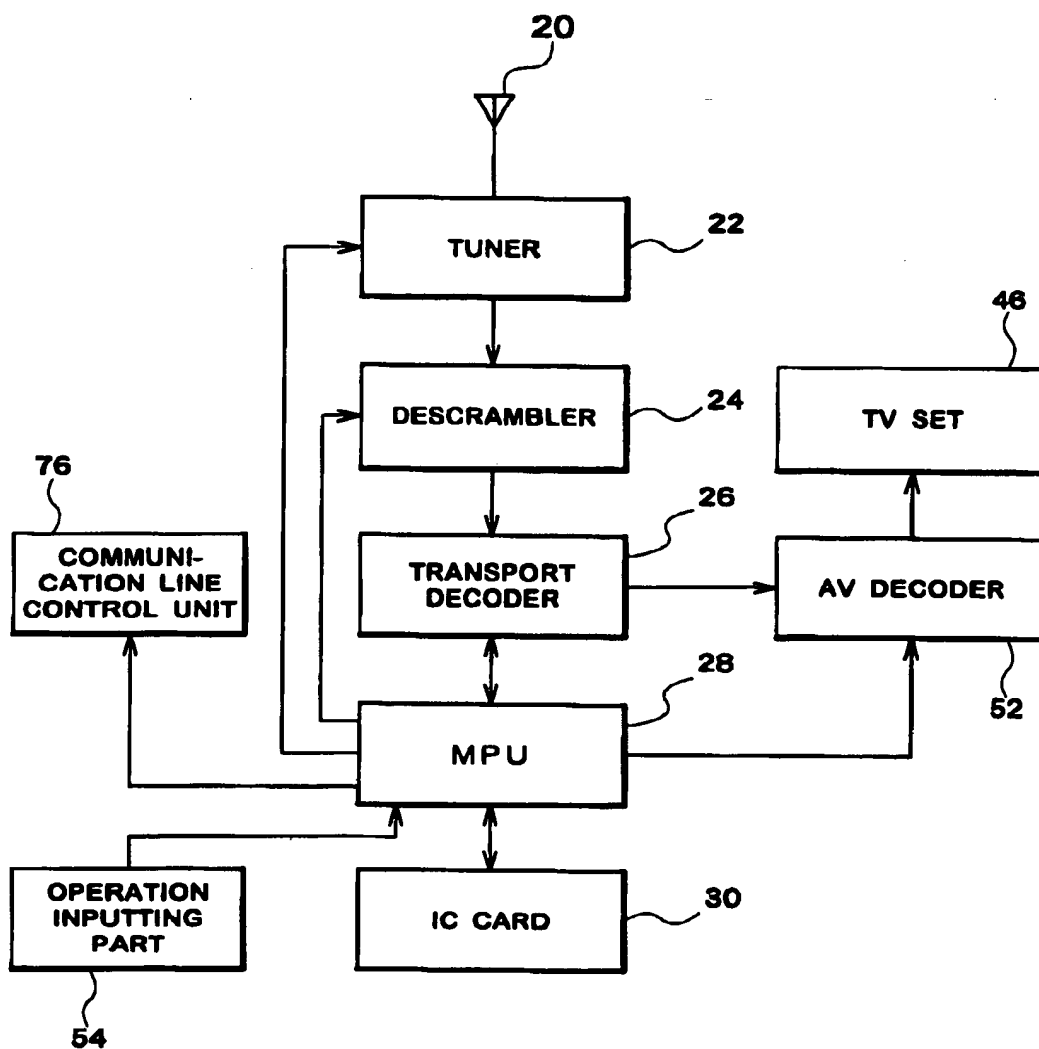 20
TUNER
22
DESCRAMBLER
24
46
TV SET
76
COMMUNI-
CATION LINE
CONTROL UNIT
26
TRANSPORT
DECODER
AV DECODER
52
28
MPU
OPERATION
INPUTTING
PART
54
IC CARD
30